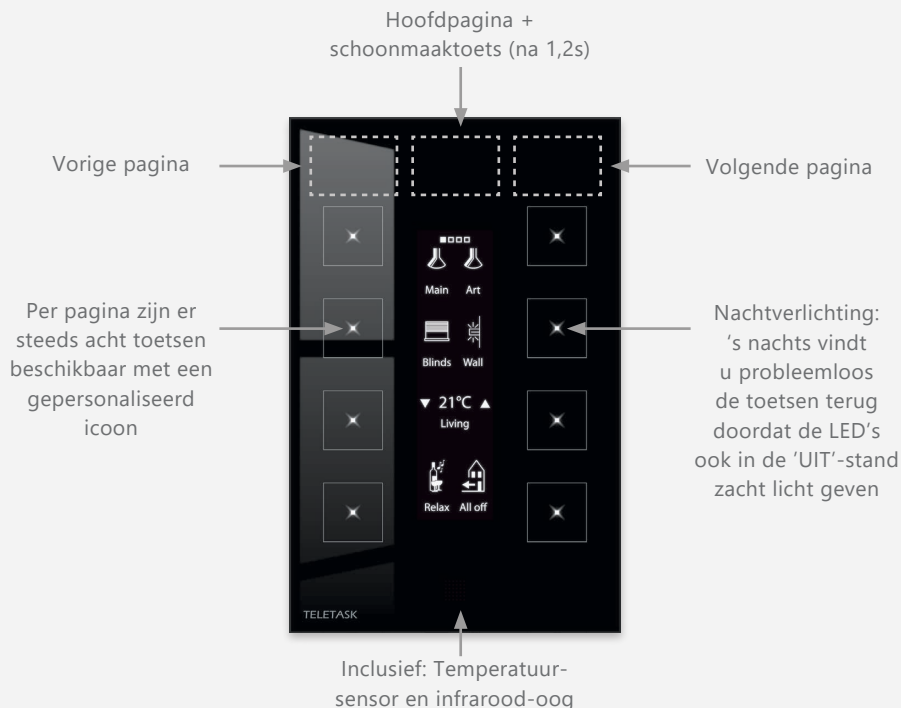 Hoofdpagina +
schoonmaaktoets (na 1,2s)
Vorige pagina
Volgende pagina
Main Art
Blinds Wall
▼ 21°C ▲
Living
Relax All off
Per pagina zijn er
steeds acht toetsen
beschikbaar met een
gepersonaliseerd
icoon
Nachtverlichting:
‘s nachts vindt
u probleemloos
de toetsen terug
doordat de LED’s
ook in de ‘UIT’-stand
zacht licht geven
TELETASK
Inclusief: Temperatuur-
sensor en infrarood-oog